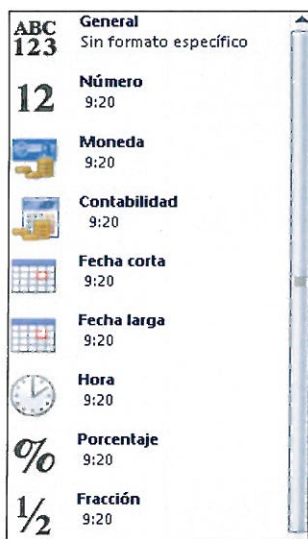 ABC
123
General
Sin formato específico
12
Número
9:20
Moneda
9:20
Contabilidad
9:20
Fecha corta
9:20
Fecha larga
9:20
Hora
9:20
%
Porcentaje
9:20
½
Fracción
9:20